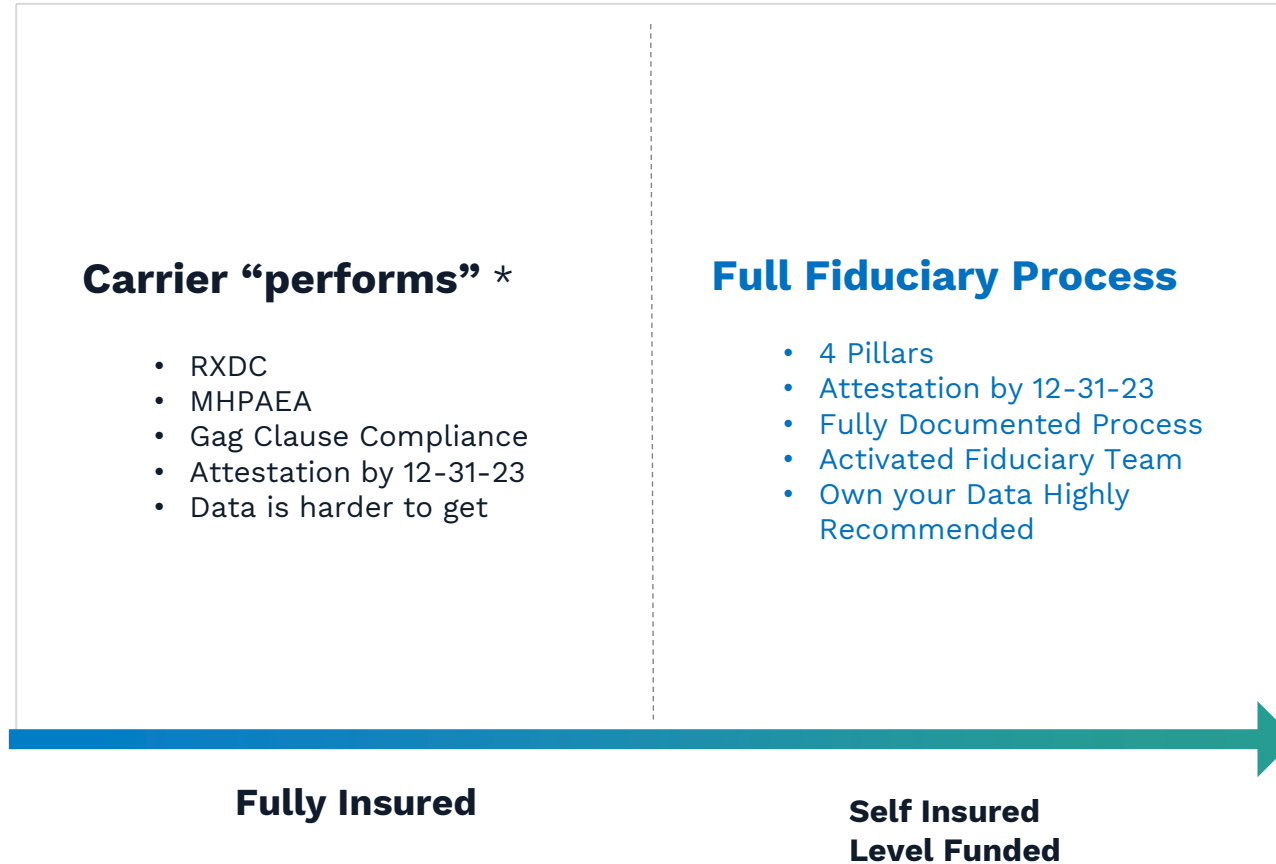 Carrier “performs” *
• RXDC
• MHPAEA
• Gag Clause Compliance
• Attestation by 12-31-23
• Data is harder to get
Full Fiduciary Process
• 4 Pillars
• Attestation by 12-31-23
• Fully Documented Process
• Activated Fiduciary Team
• Own your Data Highly
Recommended
Fully Insured
Self Insured
Level Funded